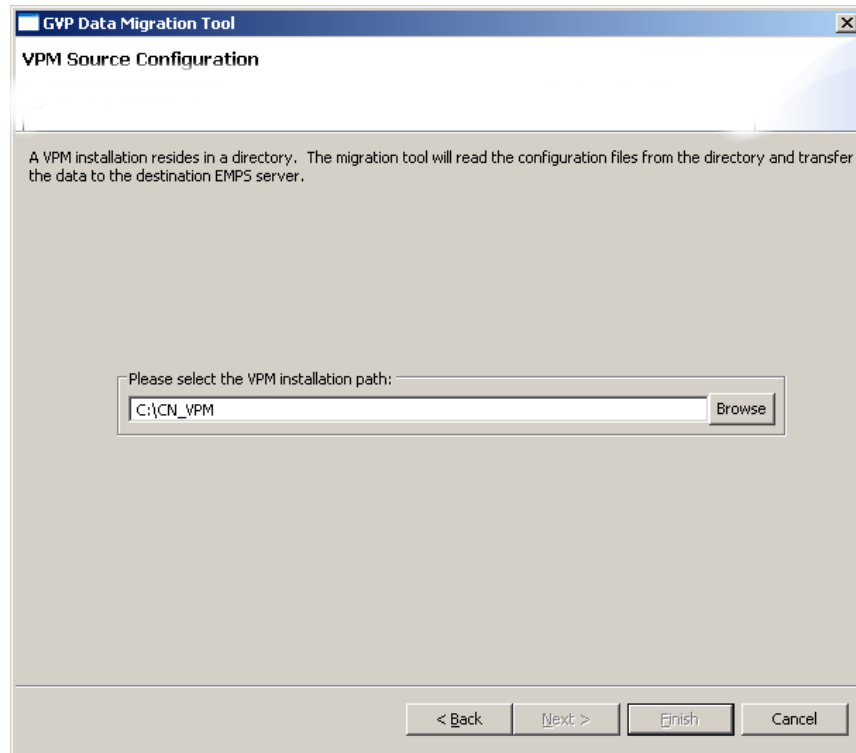 GVP Data Migration Tool
VPM Source Configuration
A VPM installation resides in a directory. The migration tool will read the configuration files from the directory and transfer
the data to the destination EMPS server.
Please select the VPM installation path:
C:\CN_VPM
Browse
< Back
Next >
Finish
Cancel